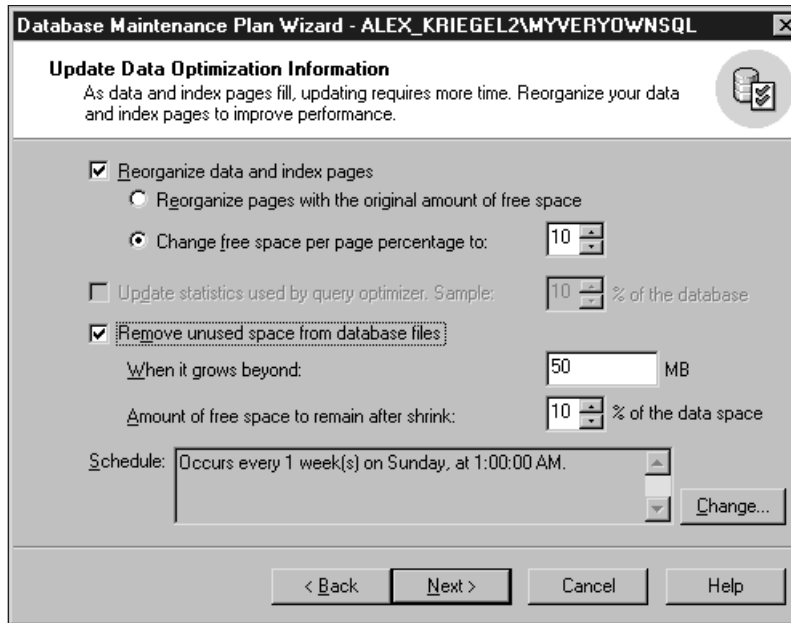 Database Maintenance Plan Wizard - ALEX_KRIEGEL2\MYVERYOWNSQL
Update Data Optimization Information
As data and index pages fill, updating requires more time. Reorganize your data
and index pages to improve performance.
Reorganize data and index pages
Reorganize pages with the original amount of free space
Change free space per page percentage to: 10
Update statistics used by query optimizer. Sample: 10 % of the database
Remove unused space from database files
When it grows beyond: 50 MB
Amount of free space to remain after shrink: 10 % of the data space
Schedule: Occurs every 1 week(s) on Sunday, at 1:00:00 AM.
Change...
< Back Next > Cancel Help